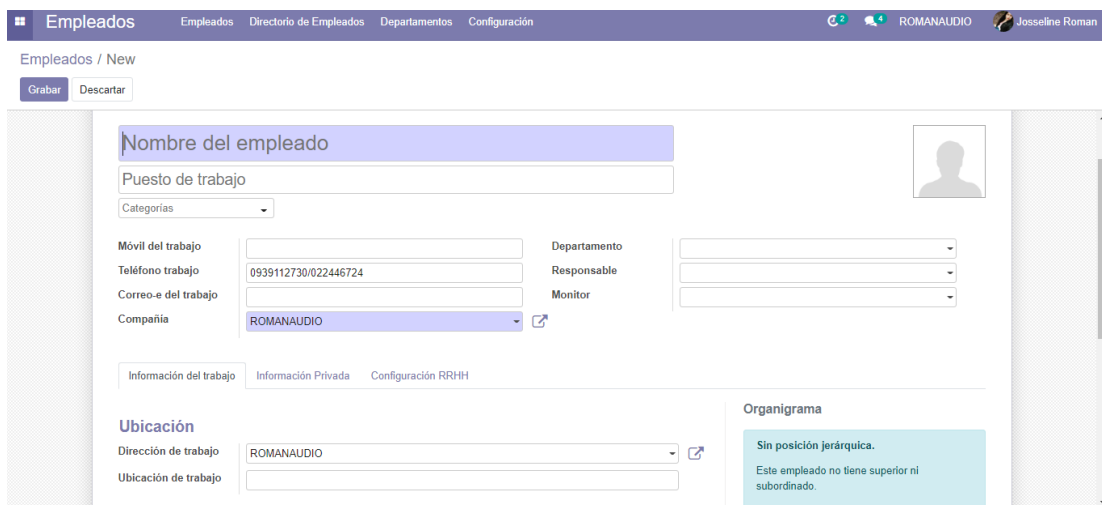 Empleados Empleados Directorio de Empleados Departamentos Configuración 2 4 ROMANAUDIO Josseline Roman
Empleados / New
Grabar Descartar
Nombre del empleado
Puesto de trabajo
Categorías
Móvil del trabajo Departamento
Teléfono trabajo 0939112730/022446724 Responsable
Correo-e del trabajo Monitor
Compañía ROMANAUDIO
Información del trabajo Información Privada Configuración RRHH
Organigrama
Ubicación
Sin posición jerárquica.
Dirección de trabajo ROMANAUDIO
Este empleado no tiene superior ni
Ubicación de trabajo
subordinado.